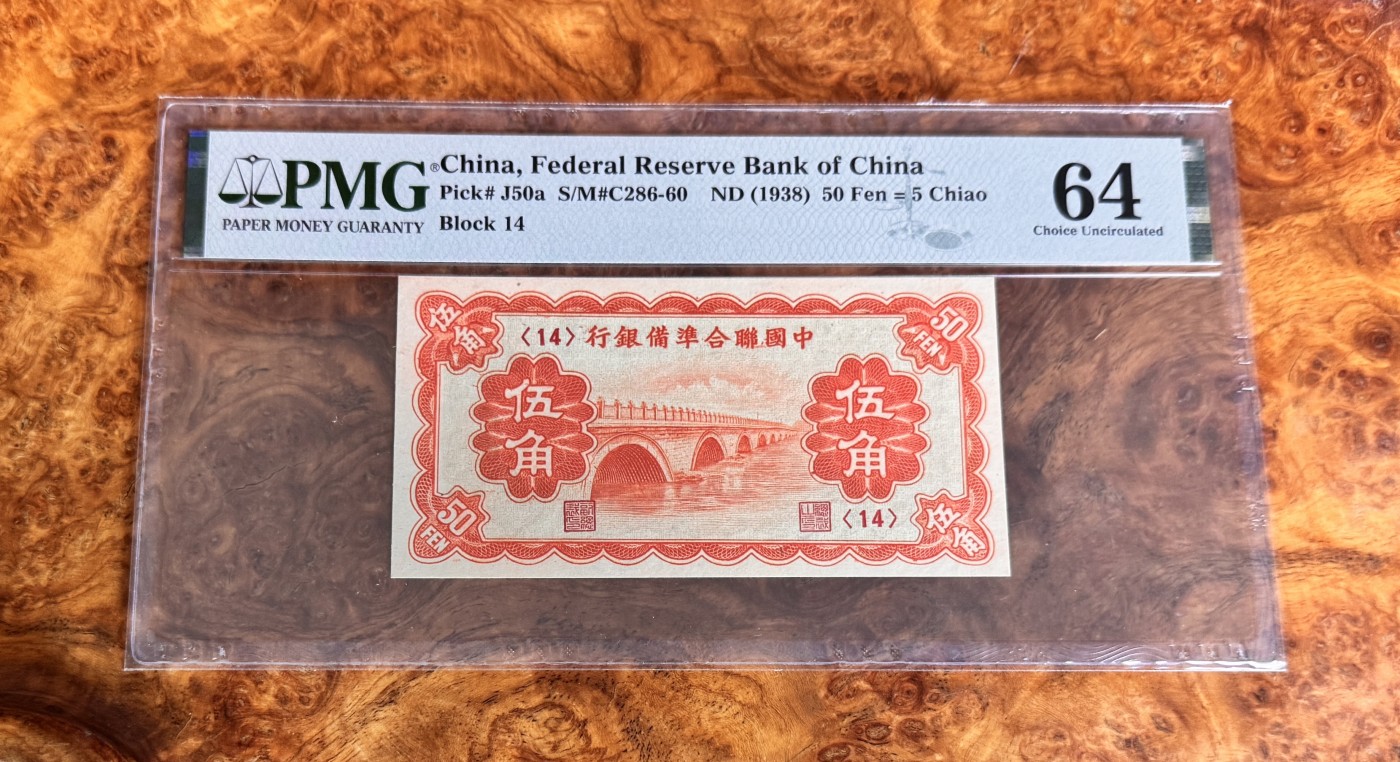 PMG®
PAPER MONEY GUARANTY
China, Federal Reserve Bank of China
Pick# J50a S/M#C286-60 ND (1938) 50 Fen = 5 Chiao
Block 14
64
Choice Uncirculated
伍角
50 FEN
中國聯合準備銀行〈14〉
伍角
伍角
〈14〉
50 FEN
伍角